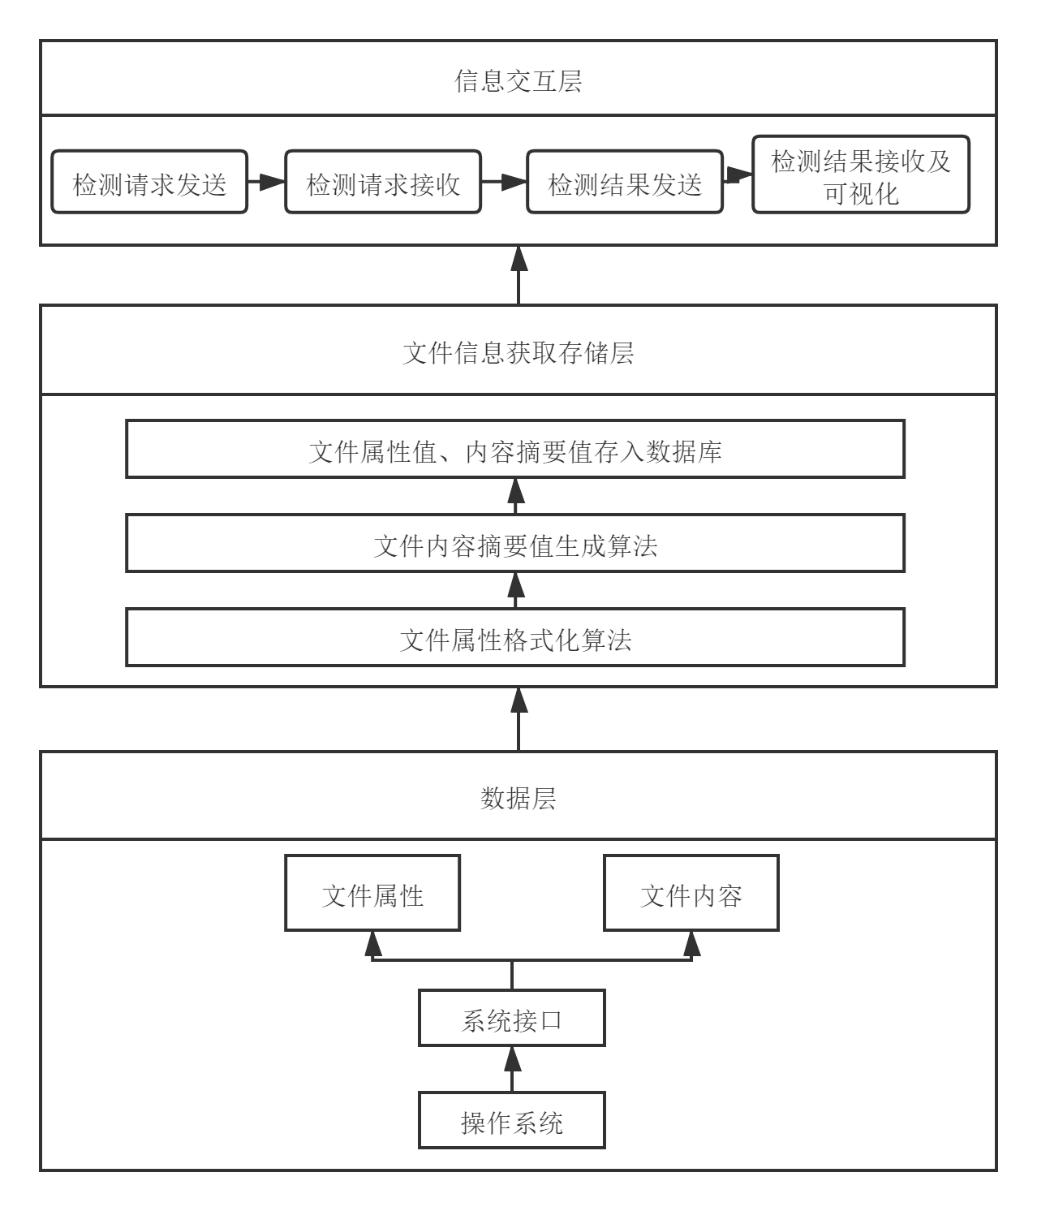 信息交互层
检测请求发送
检测请求接收
检测结果发送
检测结果接收及
可视化
文件信息获取存储层
文件属性值、内容摘要值存入数据库
文件内容摘要值生成算法
文件属性格式化算法
数据层
文件属性
文件内容
系统接口
操作系统